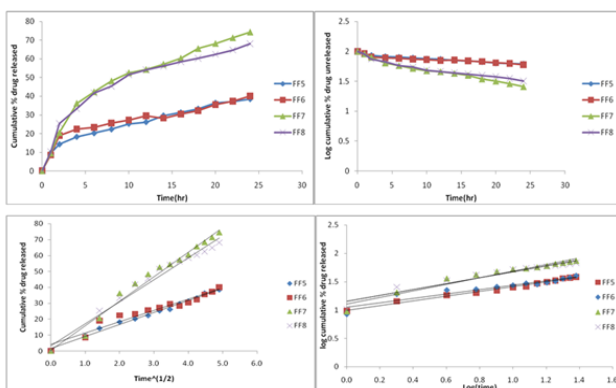 Cumulative % drug released
80
70
60
50
40
30
20
10
0
0
5
10
15
20
25
30
Time(hr)
FF5
FF6
FF7
FF8
Log cumulative % drug unreleased
2.5
2
1.5
1
0.5
0
0
10
20
30
Time(hr)
FF5
FF6
FF7
FF8
Cumulative % drug released
80
70
60
50
40
30
20
10
0
0.0
1.0
2.0
3.0
4.0
5.0
6.0
Time^(1/2)
FF5
FF6
FF7
FF8
log cumulative % drug released
2.5
2
1.5
1
0.5
0
0.0
0.2
0.4
0.6
0.8
1.0
1.2
1.4
1.6
Log(time)
FF5
FF6
FF7
FF8